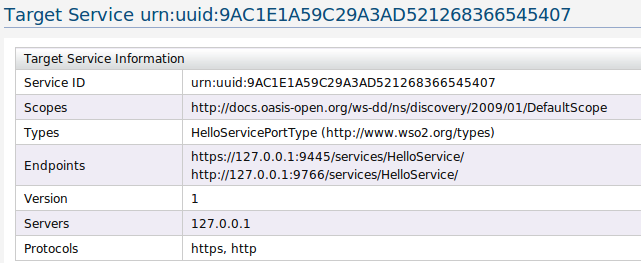 Target Service urn:uuid:9AC1E1A59C29A3AD521268366545407
Target Service Information
Service ID urn:uuid:9AC1E1A59C29A3AD521268366545407
Scopes http://docs.oasis-open.org/ws-dd/ns/discovery/2009/01/DefaultScope
Types HelloServicePortType (http://www.wso2.org/types)
Endpoints https://127.0.0.1:9445/services/HelloService/
http://127.0.0.1:9766/services/HelloService/
Version 1
Servers 127.0.0.1
Protocols https, http